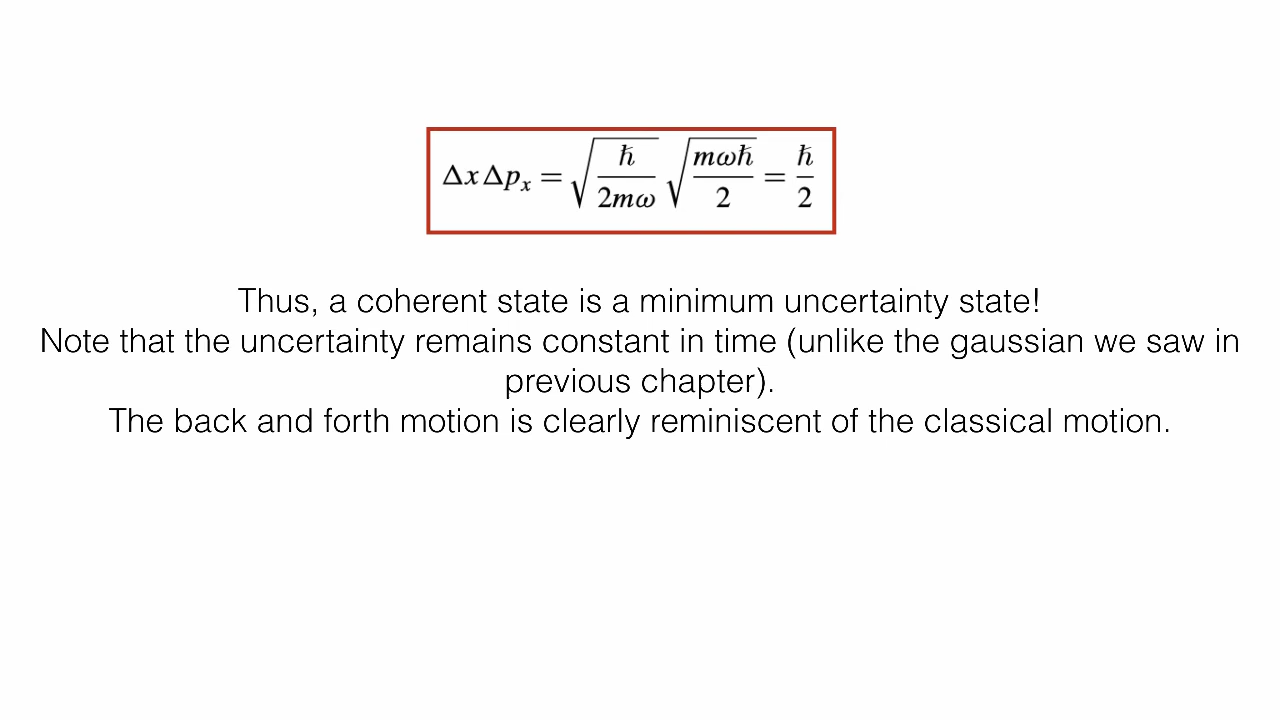 Δx Δpₓ = √(ħ/2mω) √(mωħ/2) = ħ/2
Thus, a coherent state is a minimum uncertainty state!
Note that the uncertainty remains constant in time (unlike the gaussian we saw in
previous chapter).
The back and forth motion is clearly reminiscent of the classical motion.